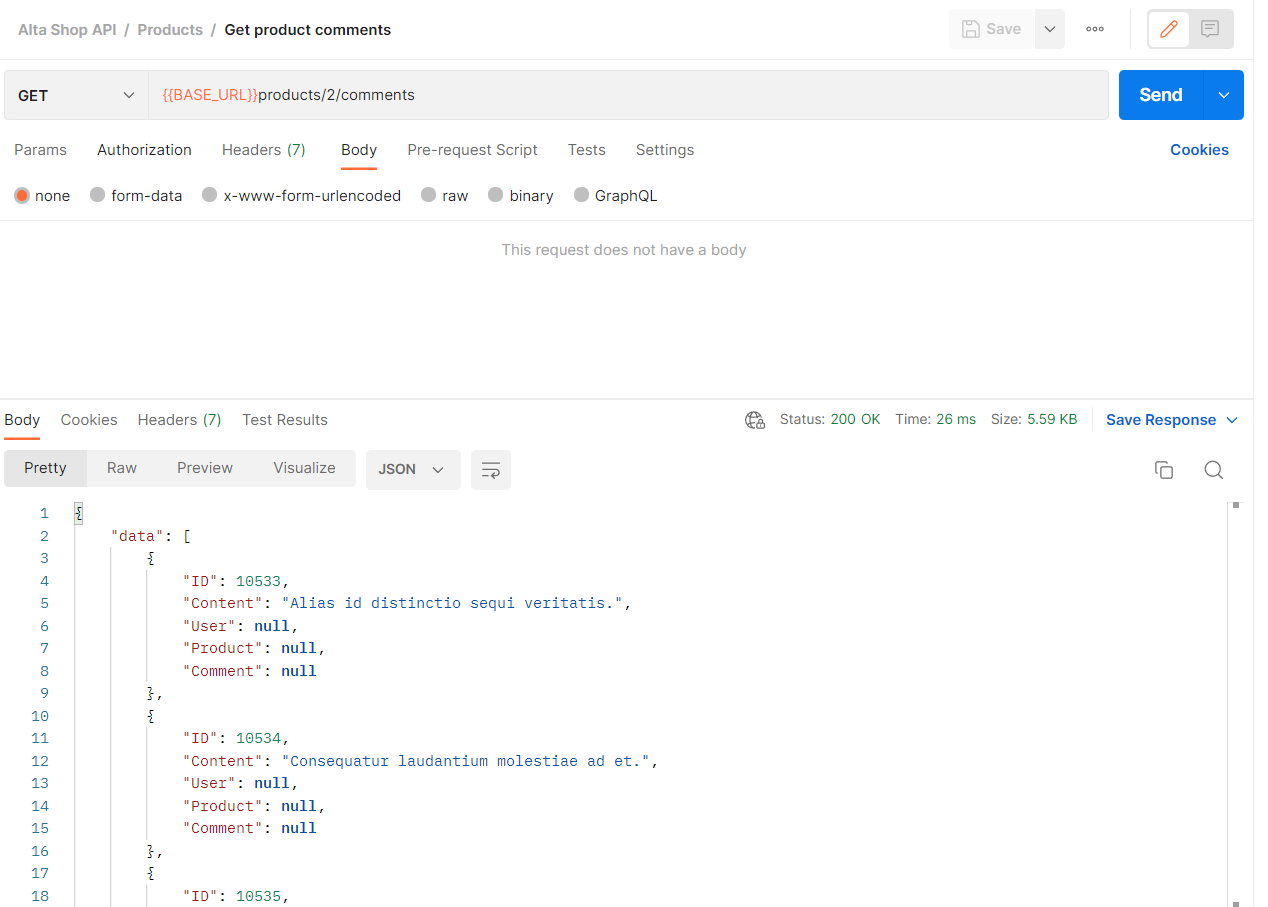 Alta Shop API / Products / Get product comments
Save
GET
{{BASE_URL}}products/2/comments
Send
Params Authorization Headers (7) Body Pre-request Script Tests Settings Cookies
none form-data x-www-form-urlencoded raw binary GraphQL
This request does not have a body
Body Cookies Headers (7) Test Results
Status: 200 OK Time: 26 ms Size: 5.59 KB Save Response
Pretty Raw Preview Visualize JSON
1 {
2 "data": [
3 {
4 "ID": 10533,
5 "Content": "Alias id distinctio sequi veritatis.",
6 "User": null,
7 "Product": null,
8 "Comment": null
9 },
10 {
11 "ID": 10534,
12 "Content": "Consequatur laudantium molestiae ad et.",
13 "User": null,
14 "Product": null,
15 "Comment": null
16 },
17 {
18 "ID": 10535,